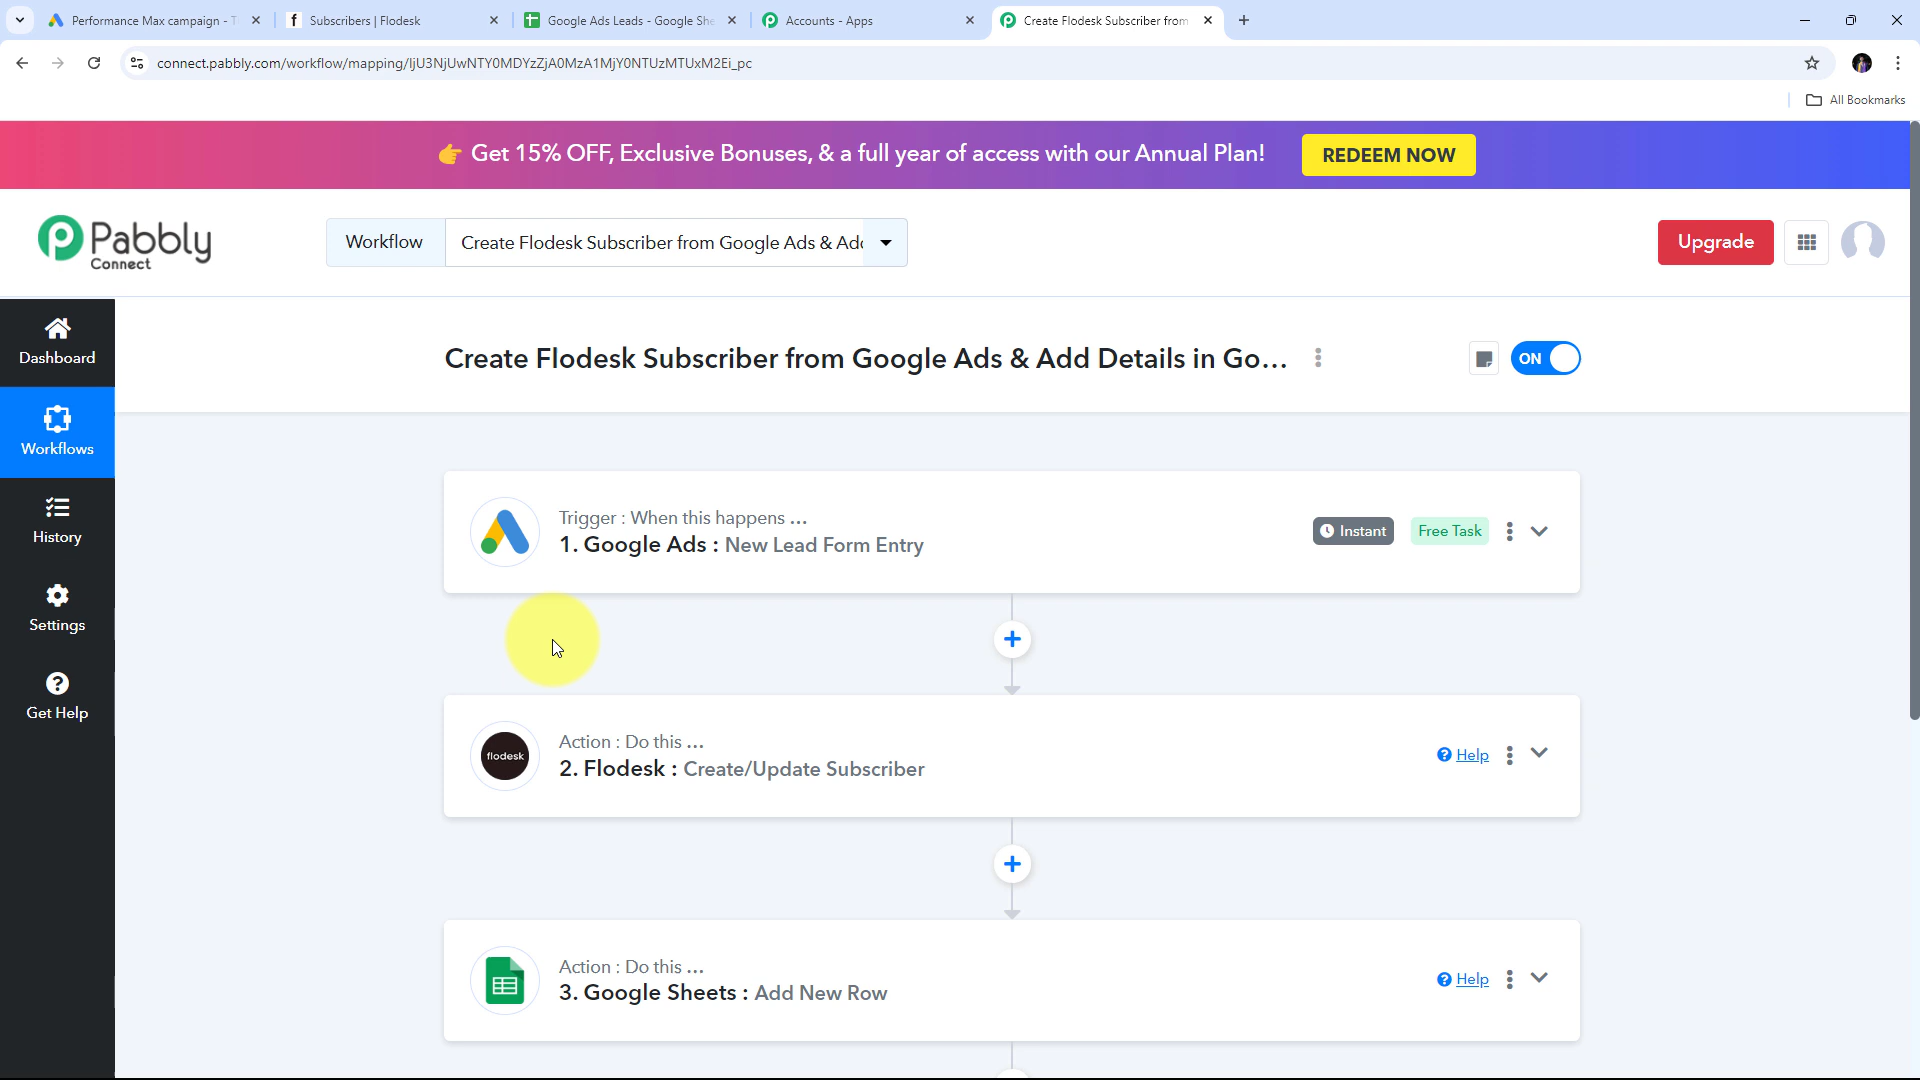 Performance Max campaign - T
Subscribers | Flodesk
Google Ads Leads - Google She
Accounts - Apps
Create Flodesk Subscriber from
connect.pabbly.com/workflow/mapping/IjU3NjUwNTY0MDYzZjA0MzA1MjY0NTUzMTUxM2Ei_pc
All Bookmarks
👉 Get 15% OFF, Exclusive Bonuses, & a full year of access with our Annual Plan!
REDEEM NOW
Pabbly
Connect
Workflow
Create Flodesk Subscriber from Google Ads & Add
Upgrade
Dashboard
Workflows
History
Settings
Get Help
Create Flodesk Subscriber from Google Ads & Add Details in Go...
ON
Trigger : When this happens ...
1. Google Ads : New Lead Form Entry
Instant
Free Task
flodesk
Action : Do this ...
2. Flodesk : Create/Update Subscriber
Help
Action : Do this ...
3. Google Sheets : Add New Row
Help